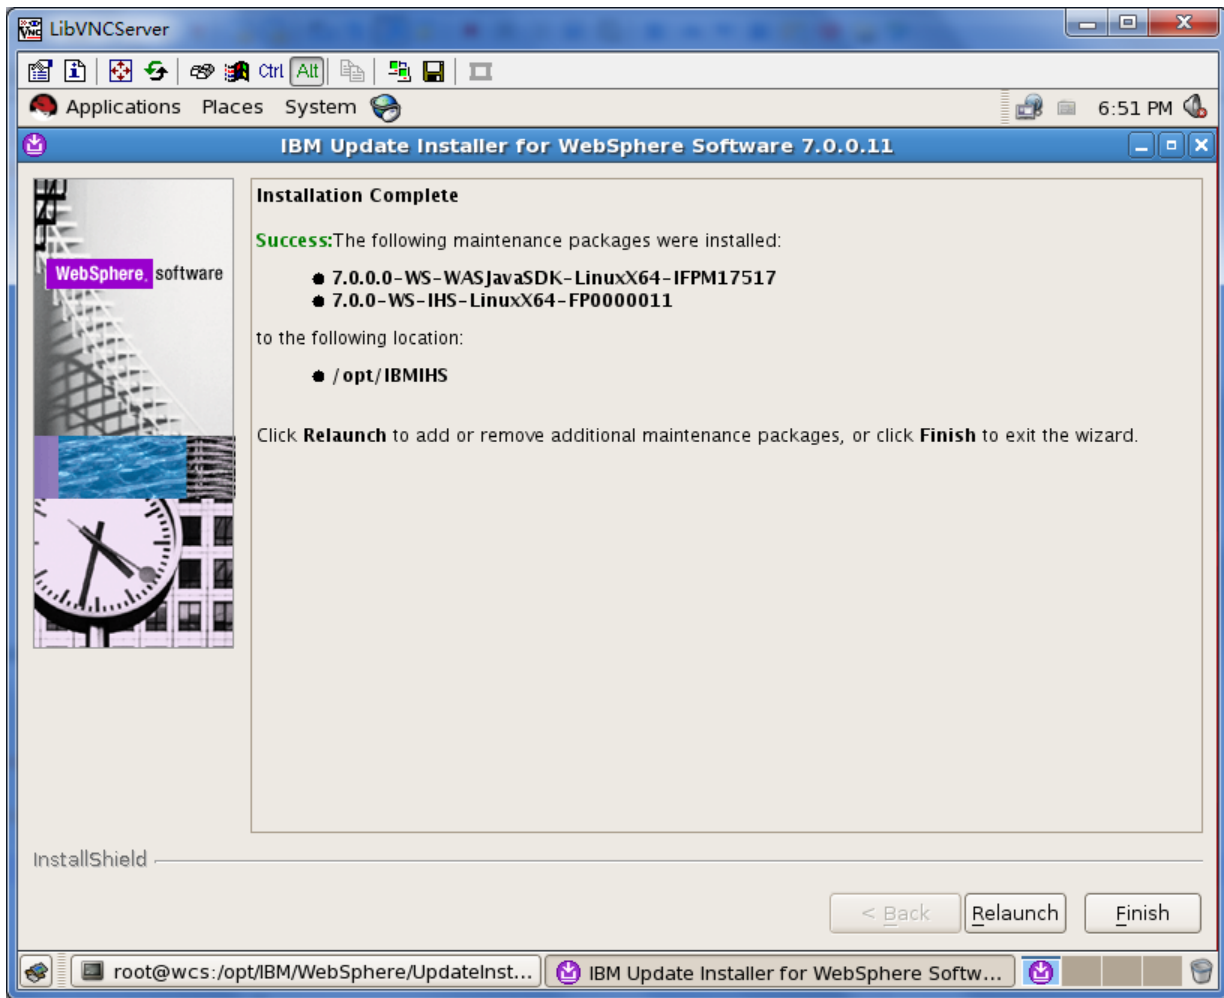 LibVNCServer
Ctrl Alt
Applications Places System 6:51 PM
IBM Update Installer for WebSphere Software 7.0.0.11
Installation Complete
Success:The following maintenance packages were installed:
7.0.0.0-WS-WASJavaSDK-LinuxX64-IFPM17517
7.0.0-WS-IHS-LinuxX64-FP0000011
to the following location:
/opt/IBMIHS
Click Relaunch to add or remove additional maintenance packages, or click Finish to exit the wizard.
WebSphere. software
InstallShield
< Back Relaunch Finish
root@wcs:/opt/IBM/WebSphere/UpdateInst... IBM Update Installer for WebSphere Softw...